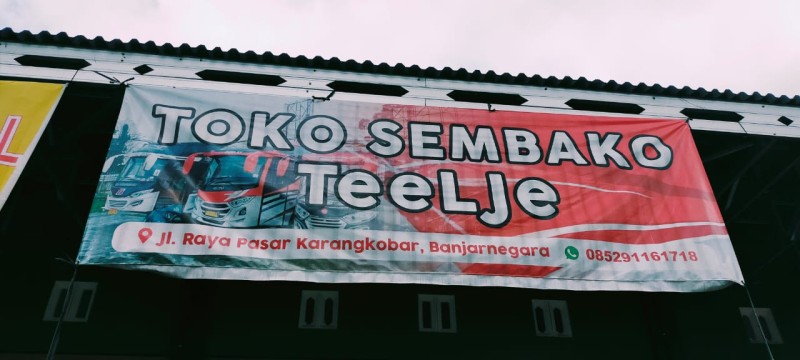 TOKO SEMBAKO
TeeLJe
Jl. Raya Pasar Karangkobar, Banjarnegara 085291161718